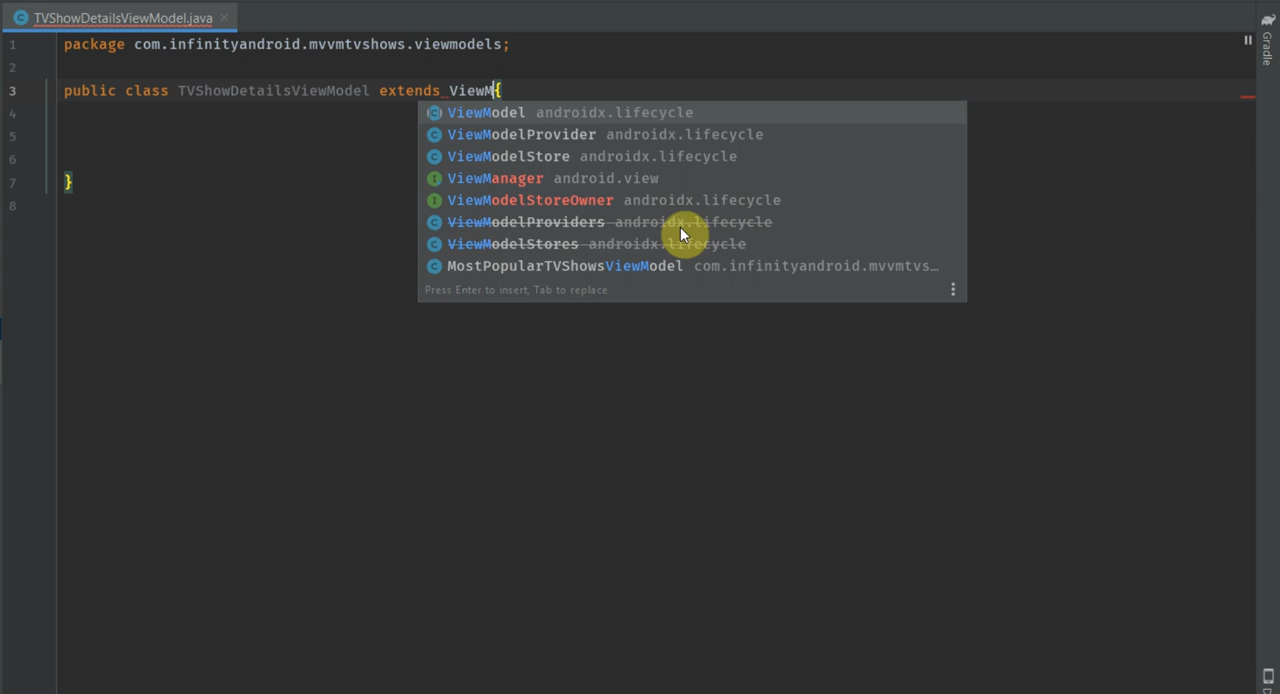 TVShowDetailsViewModel.java
Gradle
1 package com.infinityandroid.mvvmtvshows.viewmodels;
2
3 public class TVShowDetailsViewModel extends ViewM{
4
5
6
7 }
8
ViewModel androidx.lifecycle
ViewModelProvider androidx.lifecycle
ViewModelStore androidx.lifecycle
ViewManager android.view
ViewModelStoreOwner androidx.lifecycle
ViewModelProviders androidx.lifecycle
ViewModelStores androidx.lifecycle
MostPopularTVShowsViewModel com.infinityandroid.mvvmtvs…
Press Enter to insert, Tab to replace